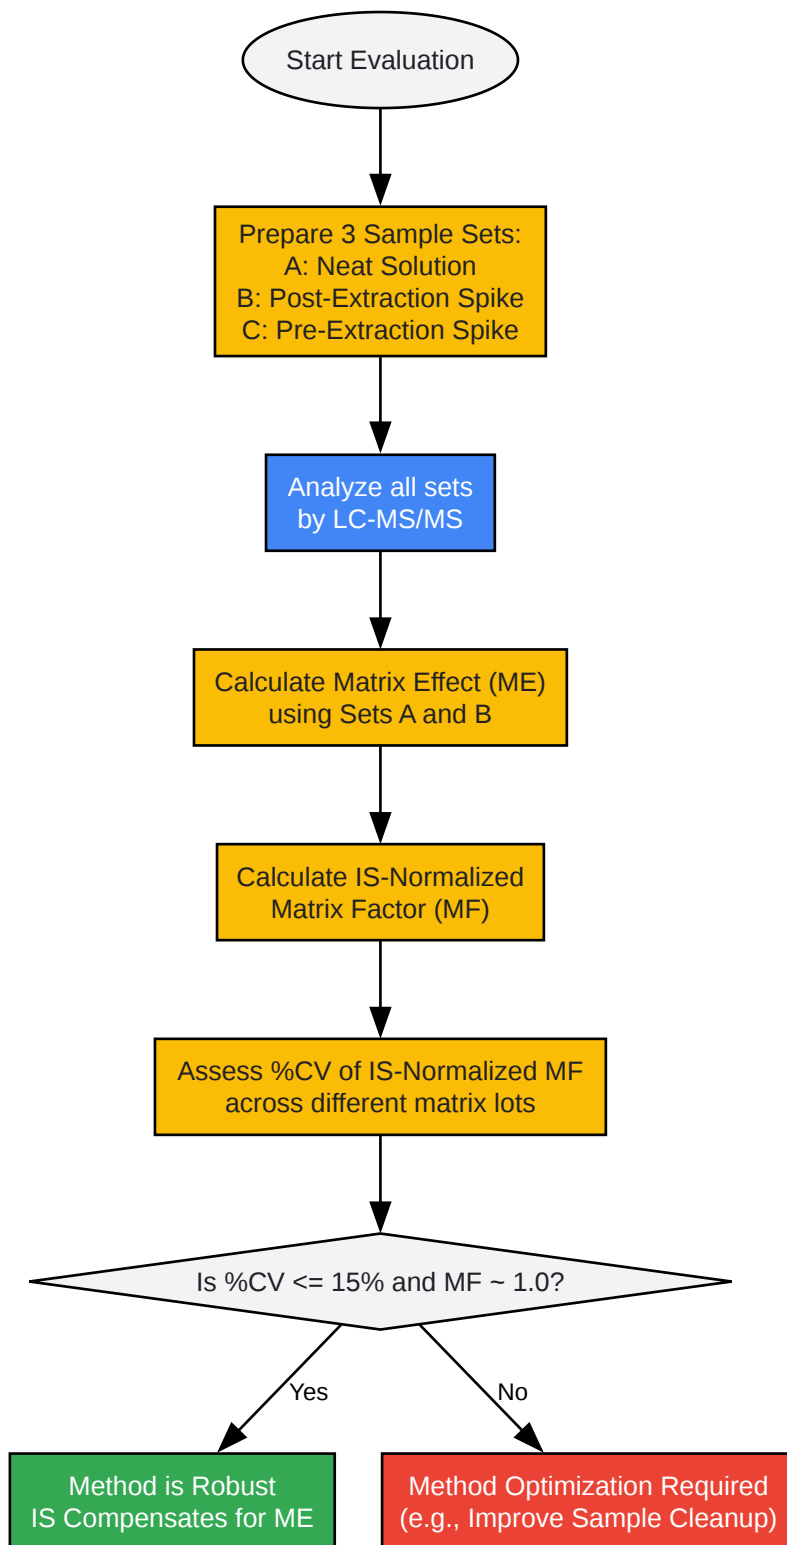 Start Evaluation
Prepare 3 Sample Sets:
A: Neat Solution
B: Post-Extraction Spike
C: Pre-Extraction Spike
Analyze all sets
by LC-MS/MS
Calculate Matrix Effect (ME)
using Sets A and B
Calculate IS-Normalized
Matrix Factor (MF)
Assess %CV of IS-Normalized MF
across different matrix lots
Is %CV <= 15% and MF ~ 1.0?
Yes
No
Method is Robust
IS Compensates for ME
Method Optimization Required
(e.g., Improve Sample Cleanup)